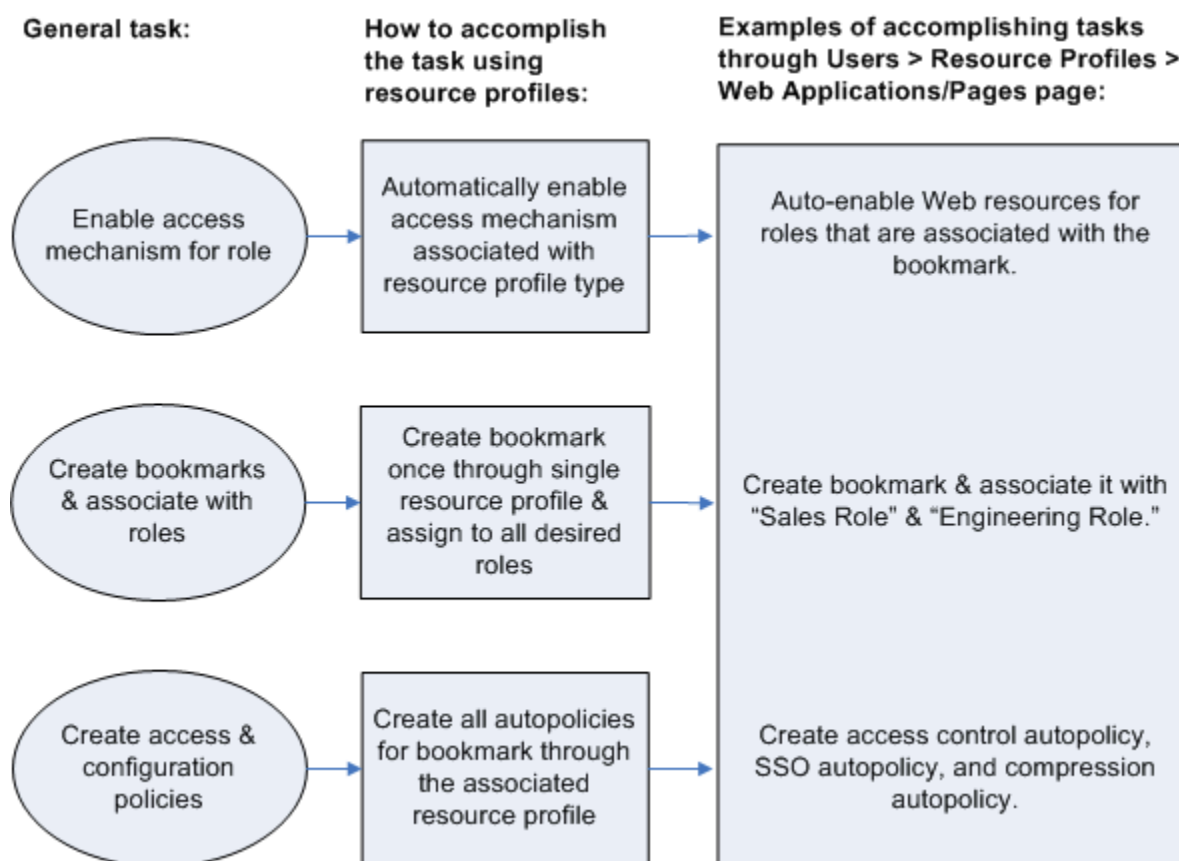 General task:
How to accomplish
the task using
resource profiles:
Examples of accomplishing tasks
through Users > Resource Profiles >
Web Applications/Pages page:
Enable access
mechanism for role
Automatically enable
access mechanism
associated with
resource profile type
Auto-enable Web resources for
roles that are associated with the
bookmark.
Create bookmarks
& associate with
roles
Create bookmark
once through single
resource profile &
assign to all desired
roles
Create bookmark & associate it with
“Sales Role” & “Engineering Role.”
Create access &
configuration
policies
Create all autopolicies
for bookmark through
the associated
resource profile
Create access control autopolicy,
SSO autopolicy, and compression
autopolicy.